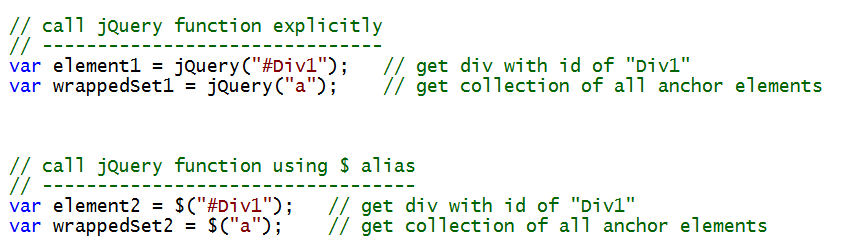 // call jQuery function explicitly
// -------------------------------
var element1 = jQuery("#Div1");   // get div with id of "Div1"
var wrappedSet1 = jQuery("a");    // get collection of all anchor elements
// call jQuery function using $ alias
// ----------------------------------
var element2 = $("#Div1");   // get div with id of "Div1"
var wrappedSet2 = $("a");    // get collection of all anchor elements